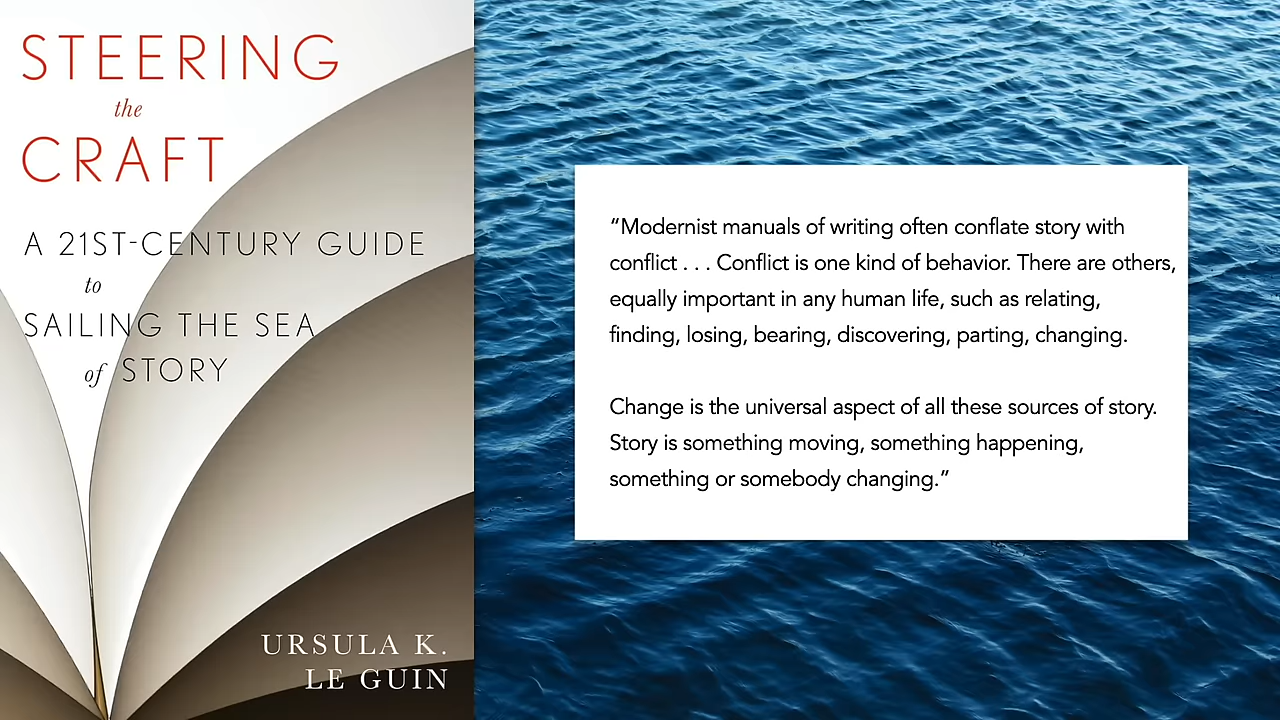 STEERING
the
CRAFT
A 21ST-CENTURY GUIDE
to
SAILING THE SEA
of STORY
URSULA K.
LE GUIN
“Modernist manuals of writing often conflate story with
conflict . . . Conflict is one kind of behavior. There are others,
equally important in any human life, such as relating,
finding, losing, bearing, discovering, parting, changing.
Change is the universal aspect of all these sources of story.
Story is something moving, something happening,
something or somebody changing.”